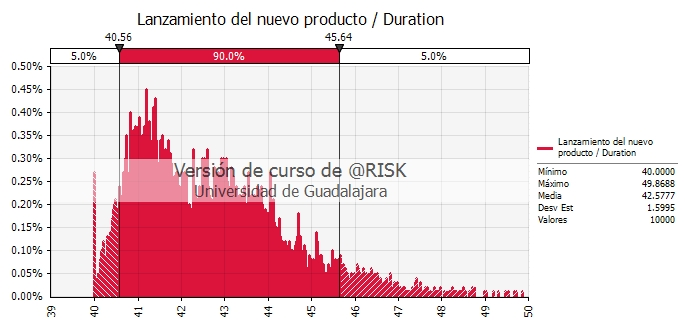 Lanzamiento del nuevo producto / Duration
40.56 45.64
5.0% 90.0% 5.0%
0.50%
0.45%
0.40%
0.35%
0.30%
0.25%
0.20%
0.15%
0.10%
0.05%
0.00%
39 40 41 42 43 44 45 46 47 48 49 50
Versión de curso de @RISK
Universidad de Guadalajara
Lanzamiento del nuevo
producto / Duration
Mínimo 40.0000
Máximo 49.8688
Media 42.5777
Desv Est 1.5995
Valores 10000